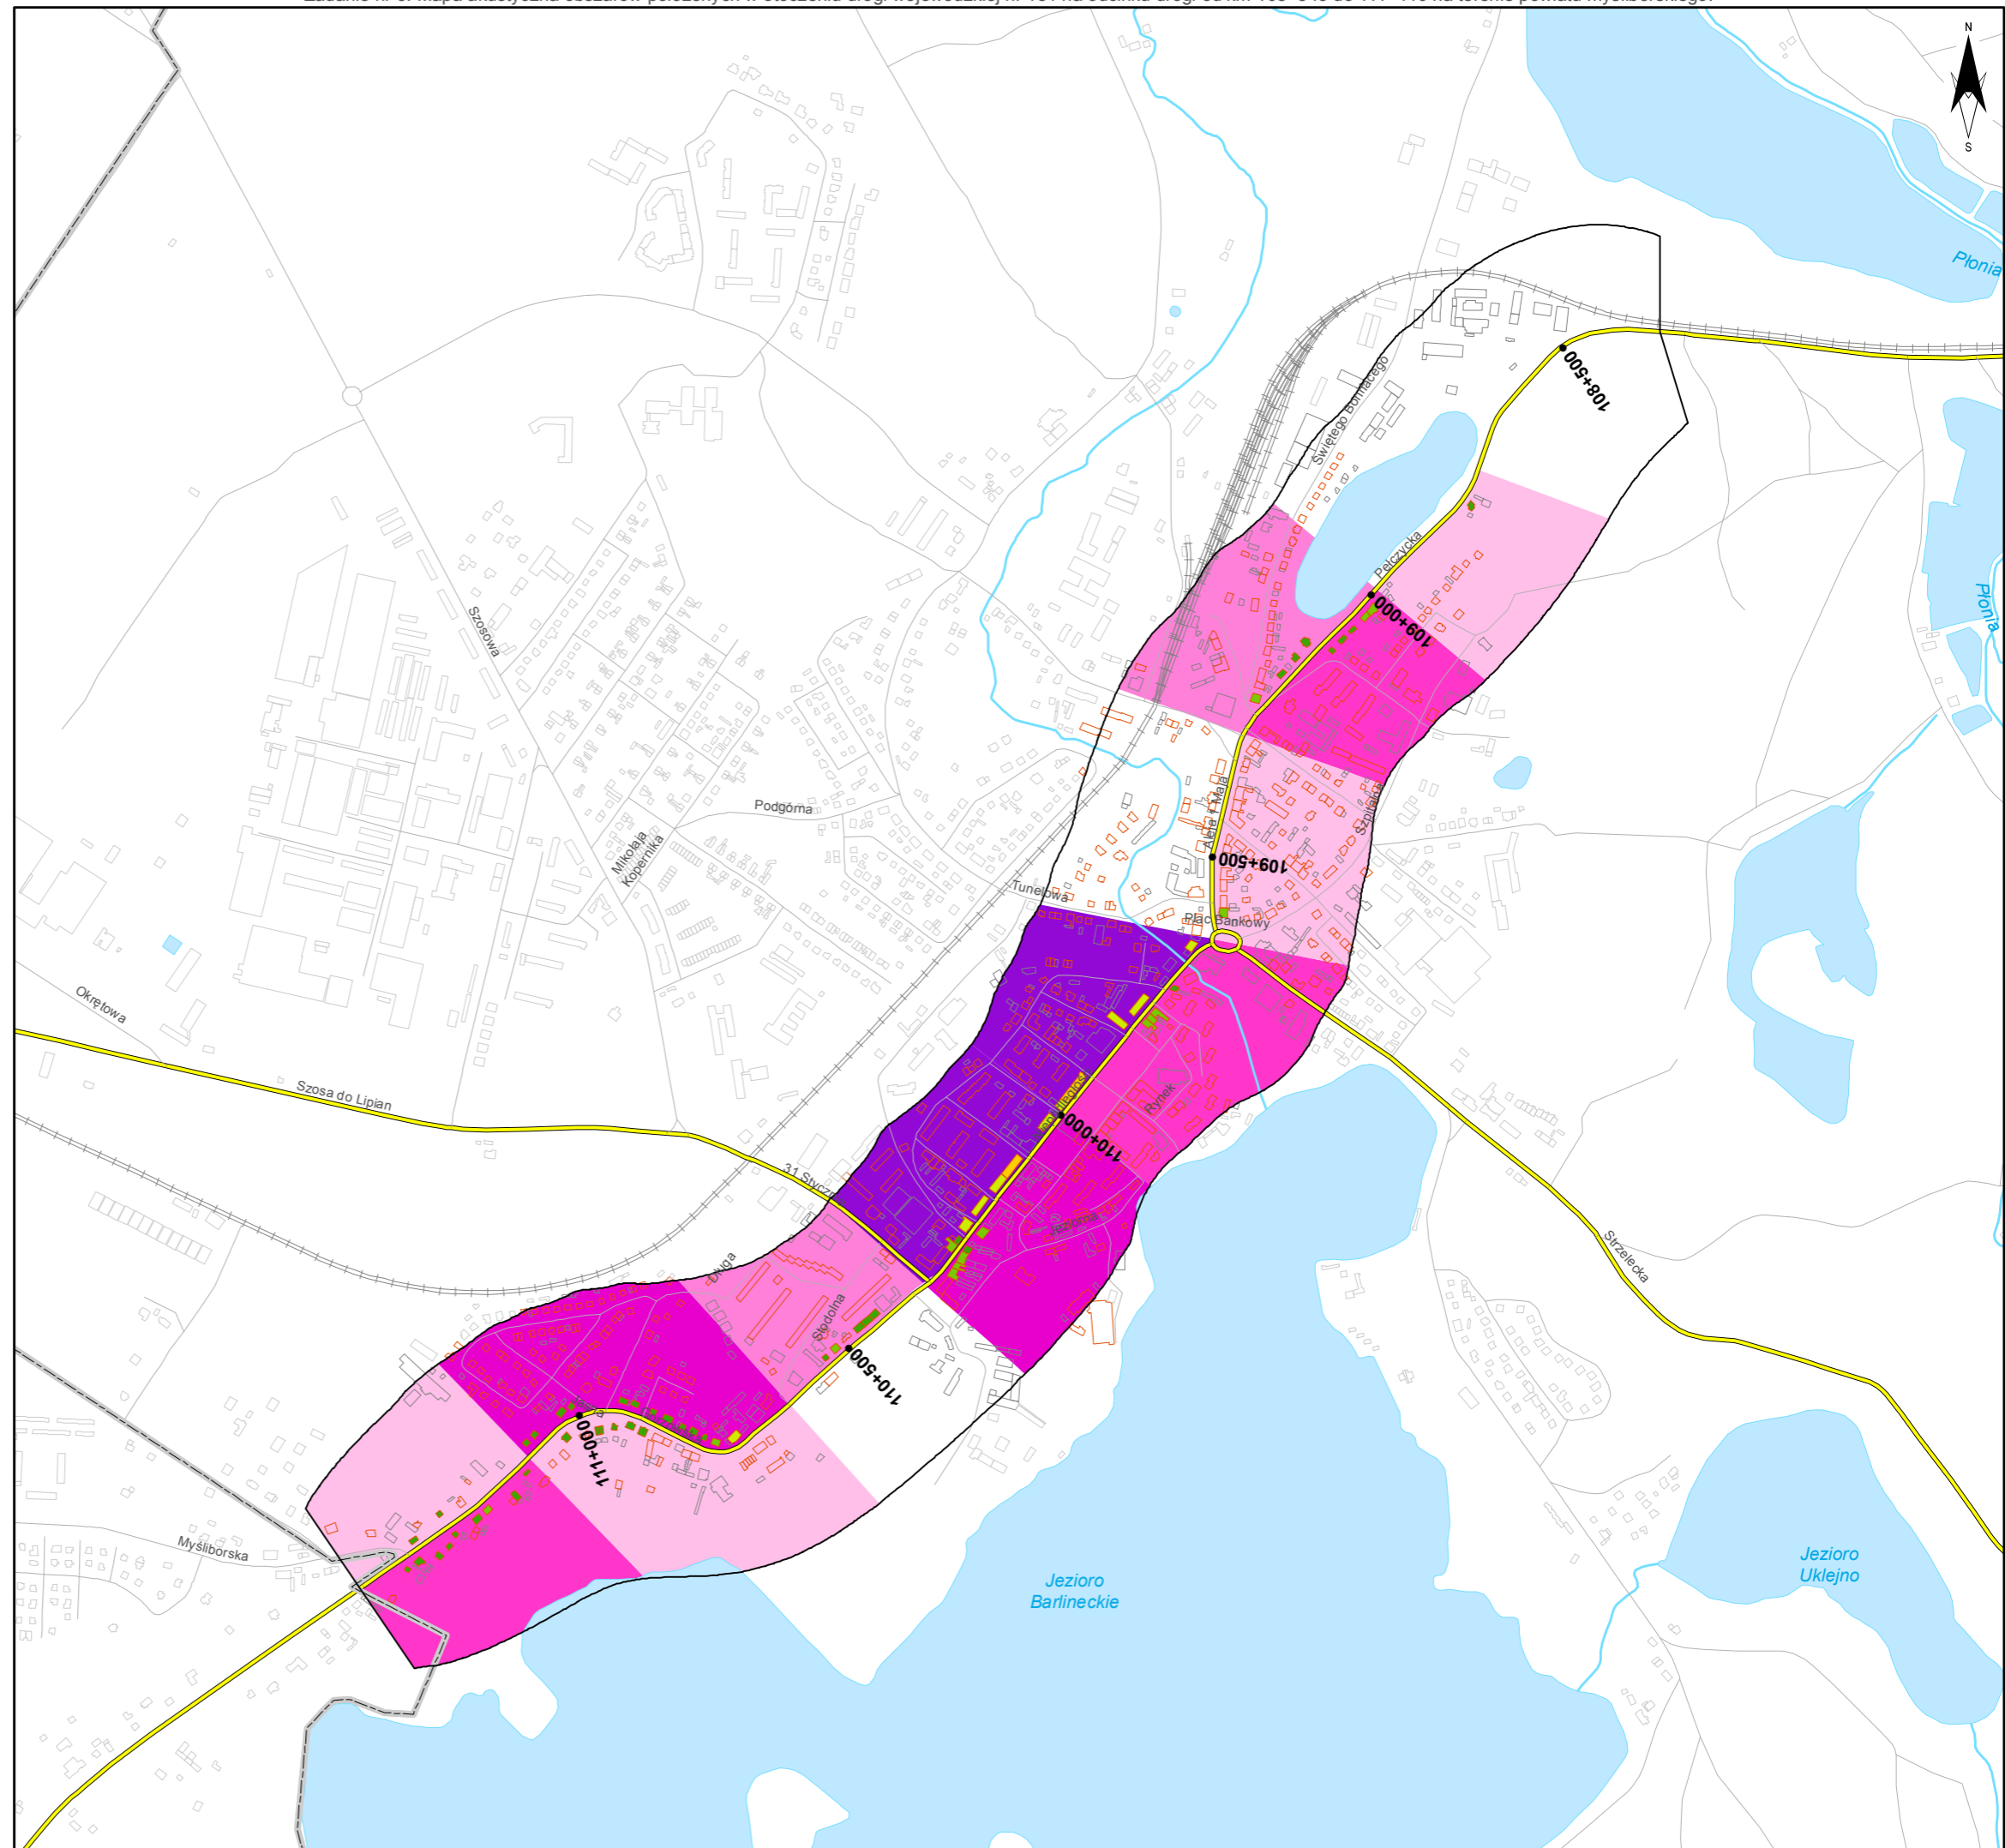 N
S
Płonia
108+500
Świętego Bonifacego
Pełczycka
109+000
Płonia
Szosowa
Podgórna
Mikołaja
Kopernika
Aleja 1 Maja
Szpitalna
109+500
Tunelowa
Plac Bankowy
Okrętowa
Szosa do Lipian
Rynek
110+000
31 Stycznia
Jeziorna
Strzelecka
Długa
Stodolna
110+500
111+000
Myśliborska
Jezioro
Barlineckie
Jezioro
Uklejno